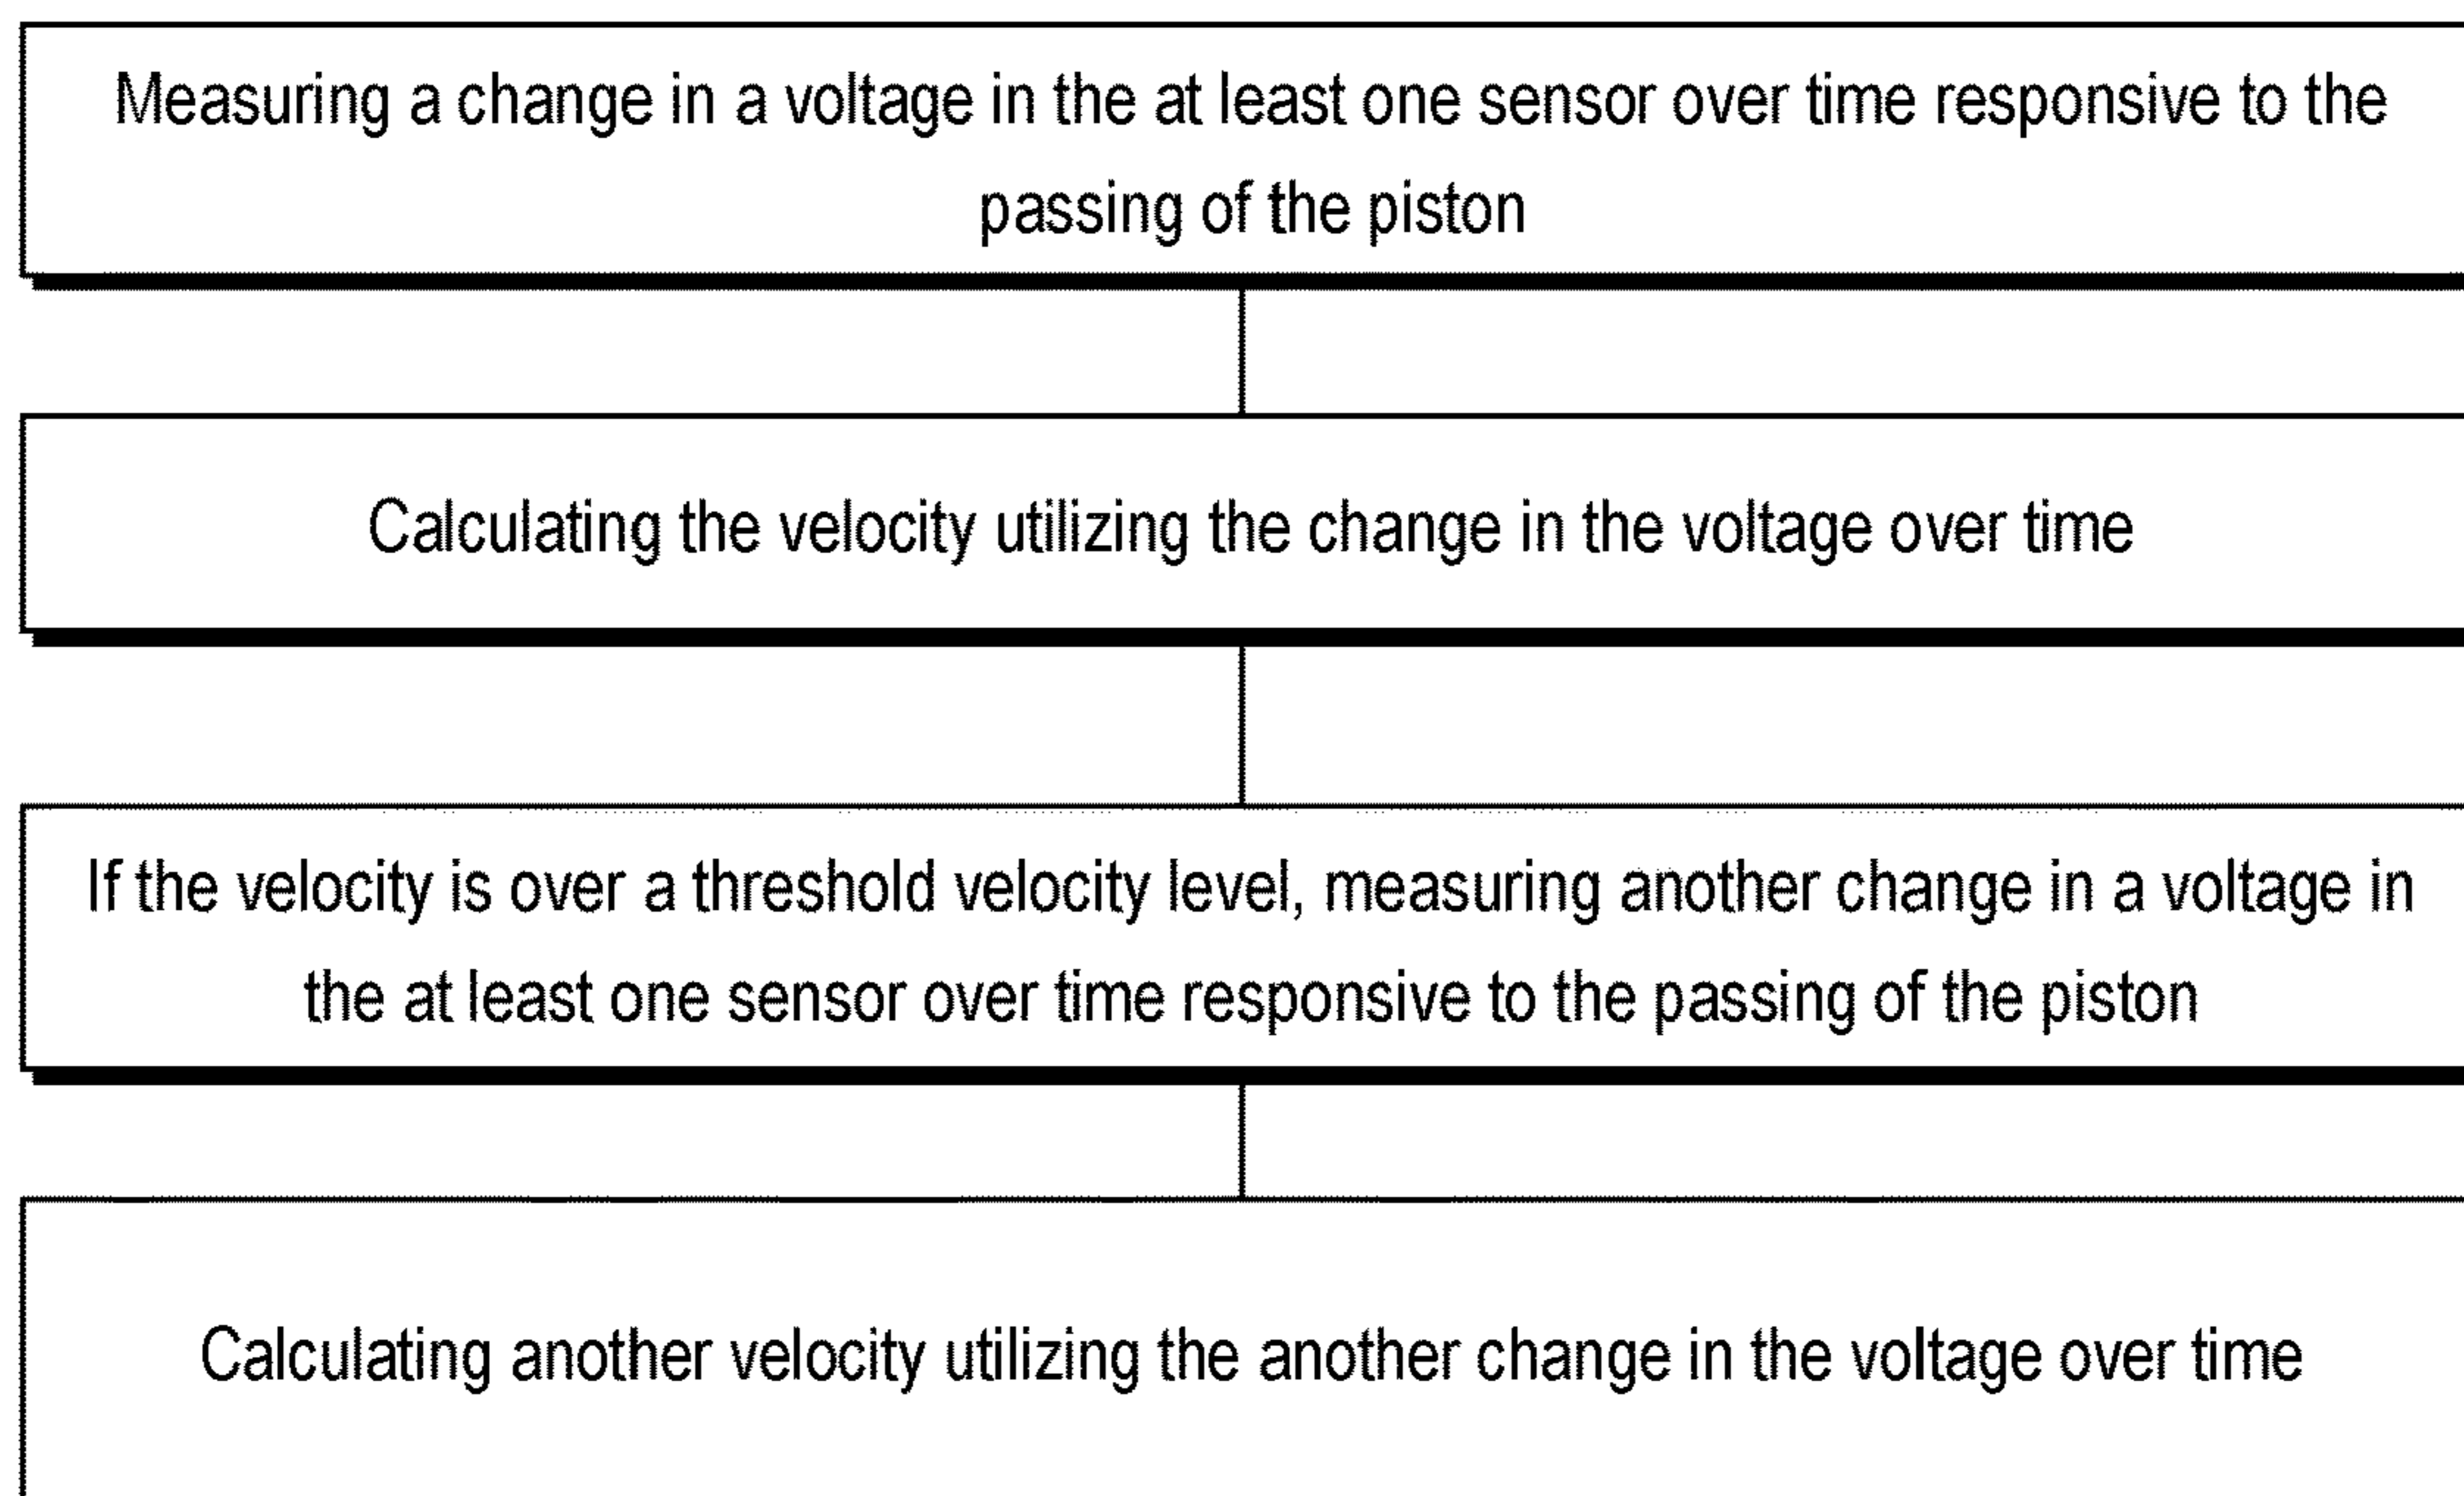 Measuring a change in a voltage in the at least one sensor over time responsive to the
passing of the piston
Calculating the velocity utilizing the change in the voltage over time
If the velocity is over a threshold velocity level, measuring another change in a voltage in
the at least one sensor over time responsive to the passing of the piston
Calculating another velocity utilizing the another change in the voltage over time